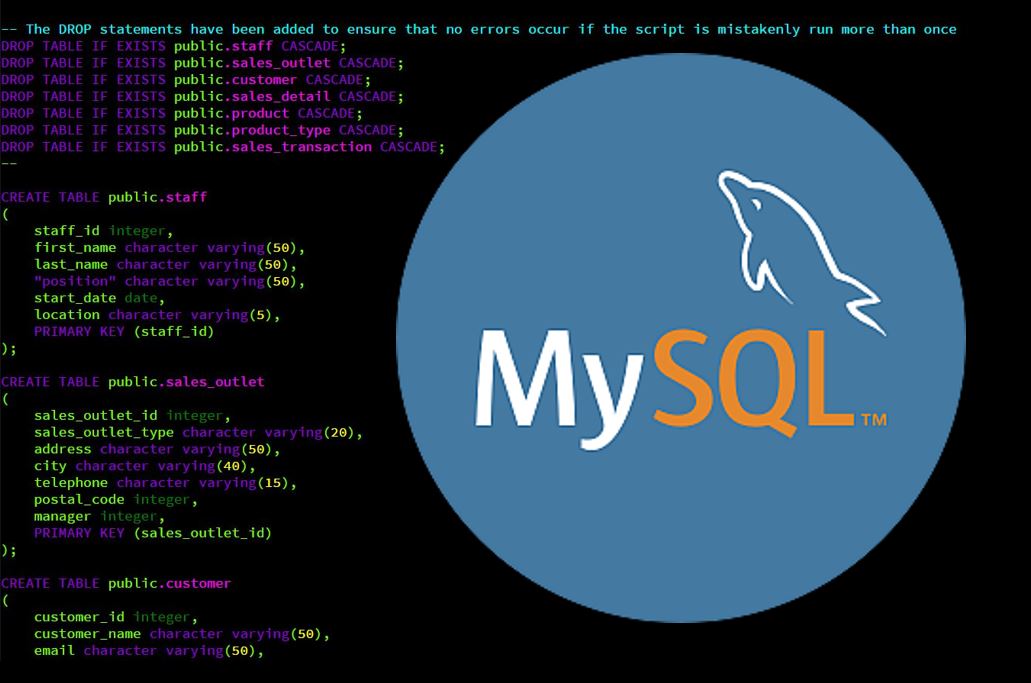 -- The DROP statements have been added to ensure that no errors occur if the script is mistakenly run more than once
DROP TABLE IF EXISTS public.staff CASCADE;
DROP TABLE IF EXISTS public.sales_outlet CASCADE;
DROP TABLE IF EXISTS public.customer CASCADE;
DROP TABLE IF EXISTS public.sales_detail CASCADE;
DROP TABLE IF EXISTS public.product CASCADE;
DROP TABLE IF EXISTS public.product_type CASCADE;
DROP TABLE IF EXISTS public.sales_transaction CASCADE;
--
CREATE TABLE public.staff
(
staff_id integer,
first_name character varying(50),
last_name character varying(50),
"position" character varying(50),
start_date date,
location character varying(5),
PRIMARY KEY (staff_id)
);
CREATE TABLE public.sales_outlet
(
sales_outlet_id integer,
sales_outlet_type character varying(20),
address character varying(50),
city character varying(40),
telephone character varying(15),
postal_code integer,
manager integer,
PRIMARY KEY (sales_outlet_id)
);
CREATE TABLE public.customer
(
customer_id integer,
customer_name character varying(50),
email character varying(50),
MySQL™